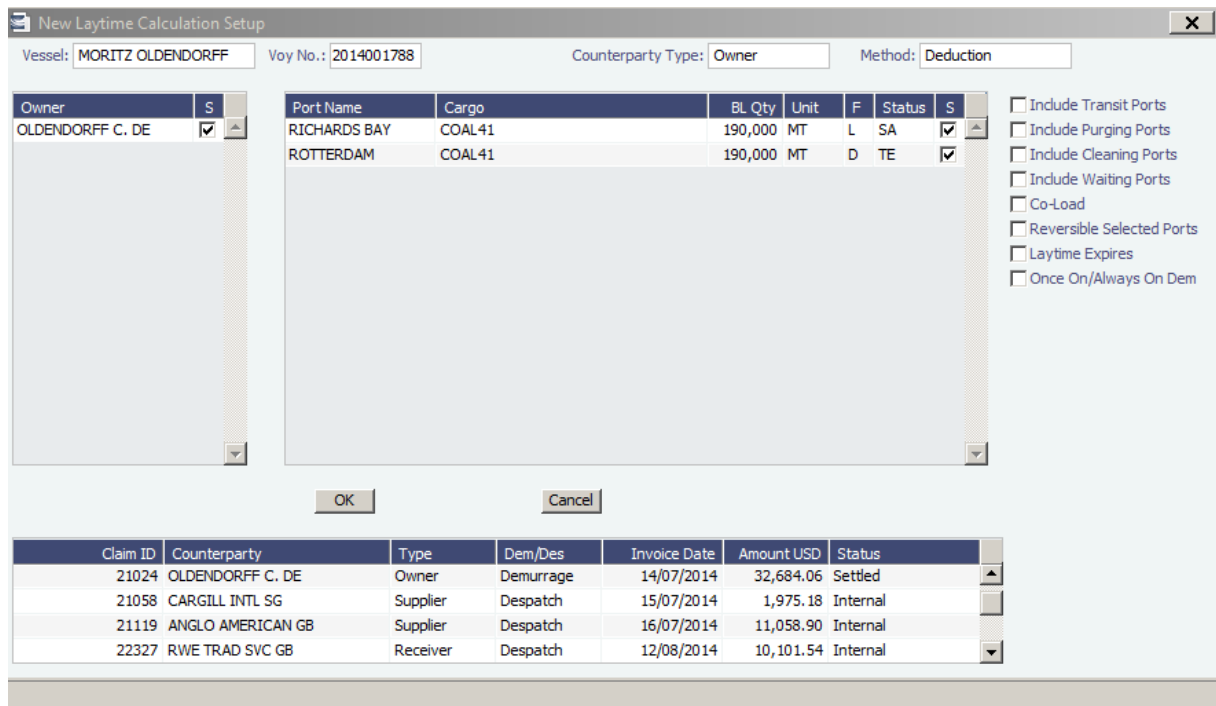 New Laytime Calculation Setup
Vessel: MORITZ OLDENDORFF Voy No.: 2014001788 Counterparty Type: Owner Method: Deduction
Owner S
OLDENDORFF C. DE
Port Name Cargo BL Qty Unit F Status S
RICHARDS BAY COAL41 190,000 MT L SA
ROTTERDAM COAL41 190,000 MT D TE
Include Transit Ports
Include Purging Ports
Include Cleaning Ports
Include Waiting Ports
Co-Load
Reversible Selected Ports
Laytime Expires
Once On/Always On Dem
OK Cancel
Claim ID Counterparty Type Dem/Des Invoice Date Amount USD Status
21024 OLDENDORFF C. DE Owner Demurrage 14/07/2014 32,684.06 Settled
21058 CARGILL INTL SG Supplier Despatch 15/07/2014 1,975.18 Internal
21119 ANGLO AMERICAN GB Supplier Despatch 16/07/2014 11,058.90 Internal
22327 RWE TRAD SVC GB Receiver Despatch 12/08/2014 10,101.54 Internal